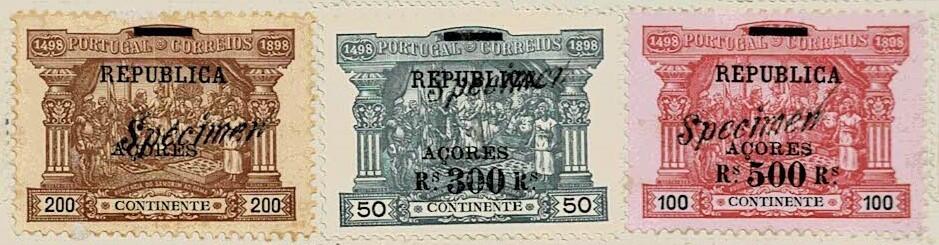 1498 PORTUGAL CORREIOS 1898
REPUBLICA
Specimen
AÇORES
200 CONTINENTE 200
1498 PORTUGAL CORREIOS 1898
REPUBLICA
Specimen
AÇORES
Rˢ 300 Rˢ
50 CONTINENTE 50
1498 PORTUGAL CORREIOS 1898
REPUBLICA
Specimen
AÇORES
Rˢ 500 Rˢ
100 CONTINENTE 100